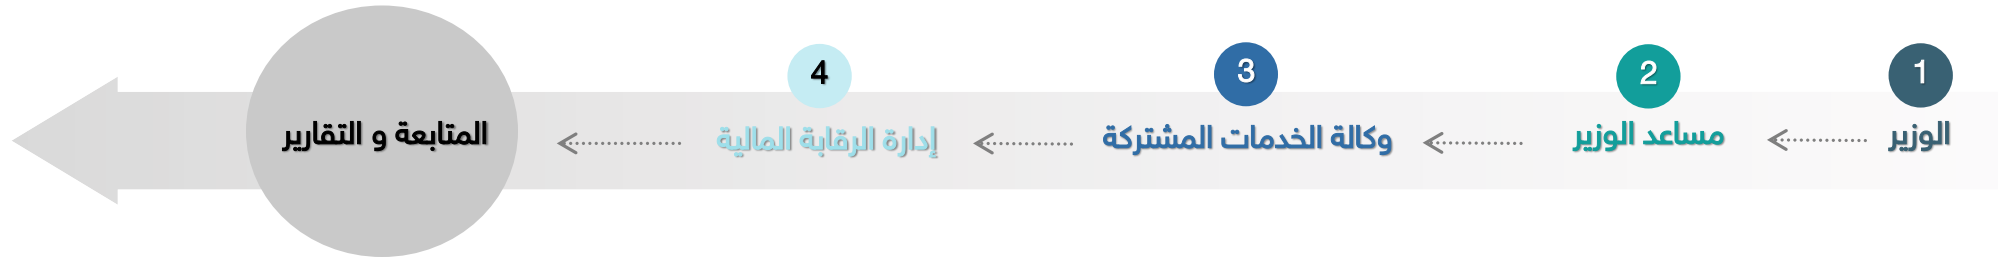 1
الوزير
2
مساعد الوزير
3
وكالة الخدمات المشتركة
4
إدارة الرقابة المالية
المتابعة و التقارير